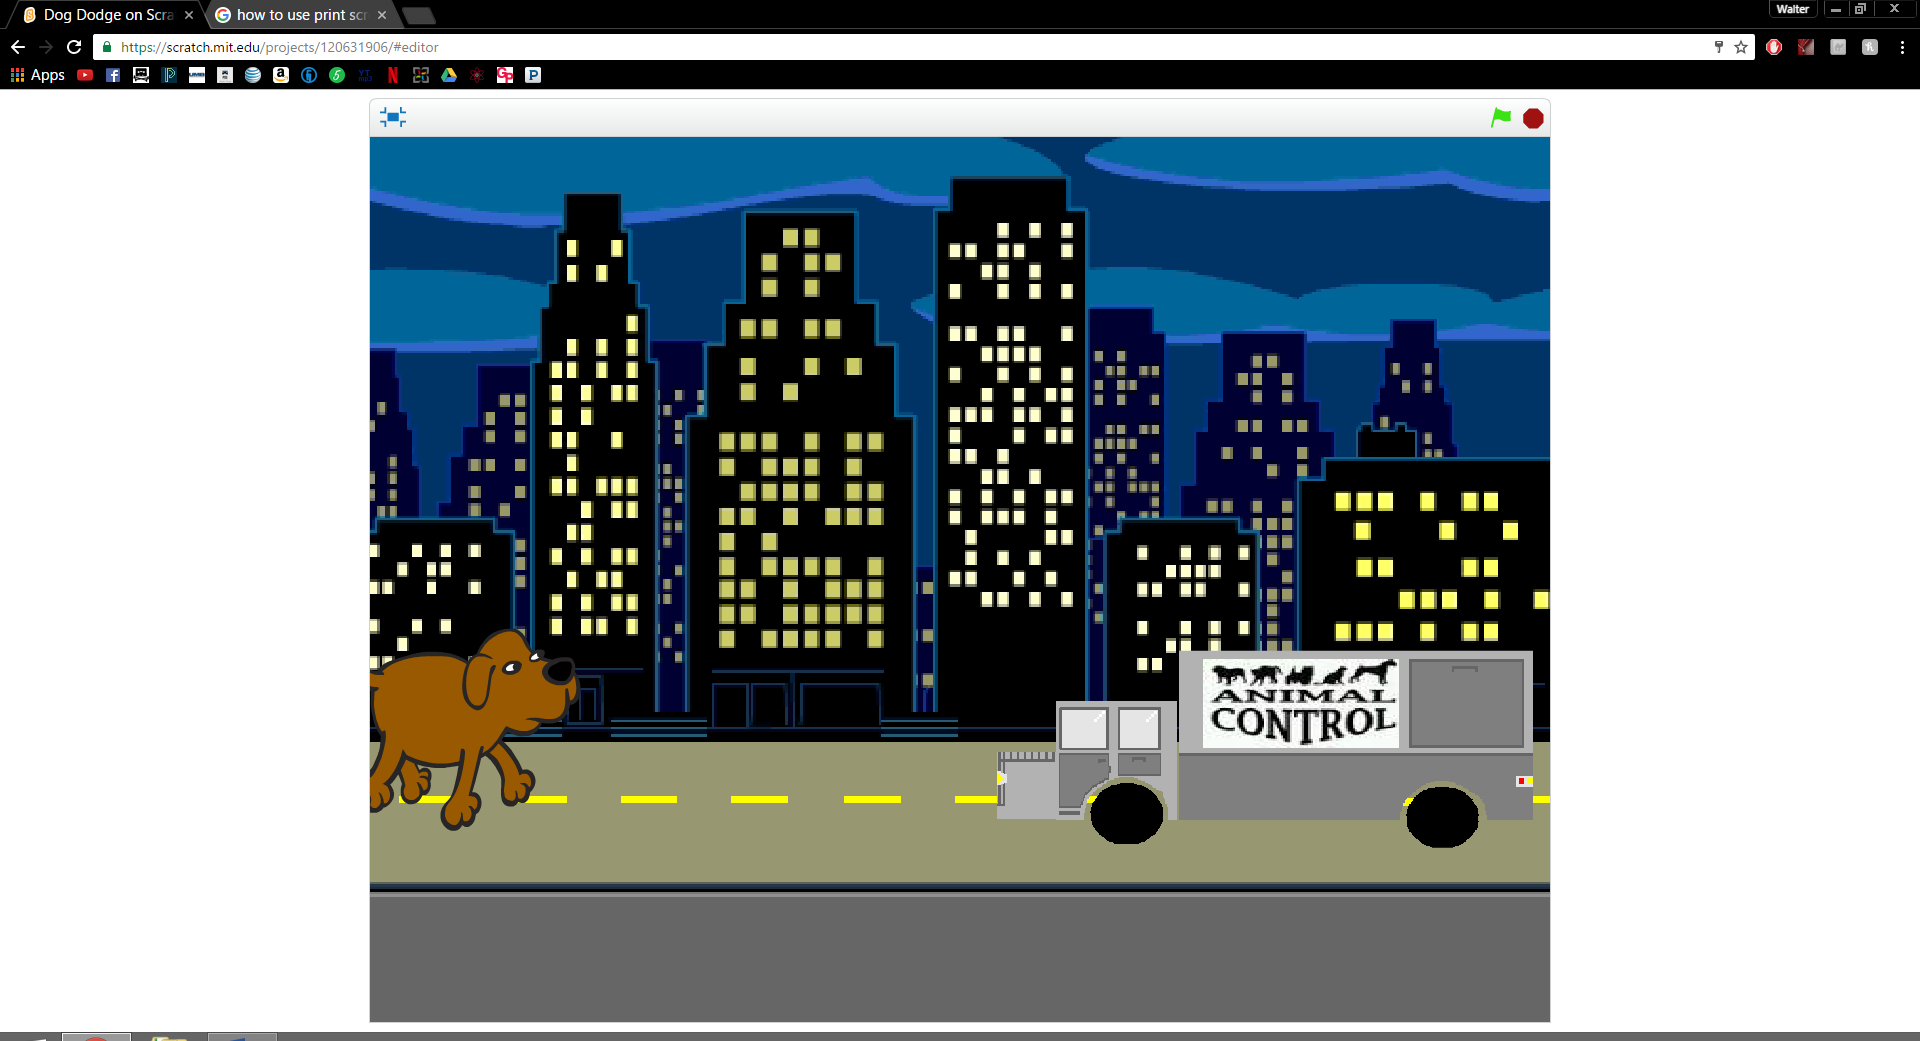 Dog Dodge on Scra
how to use print scr
Walter
https://scratch.mit.edu/projects/120631906/#editor
Apps
ANIMAL
CONTROL